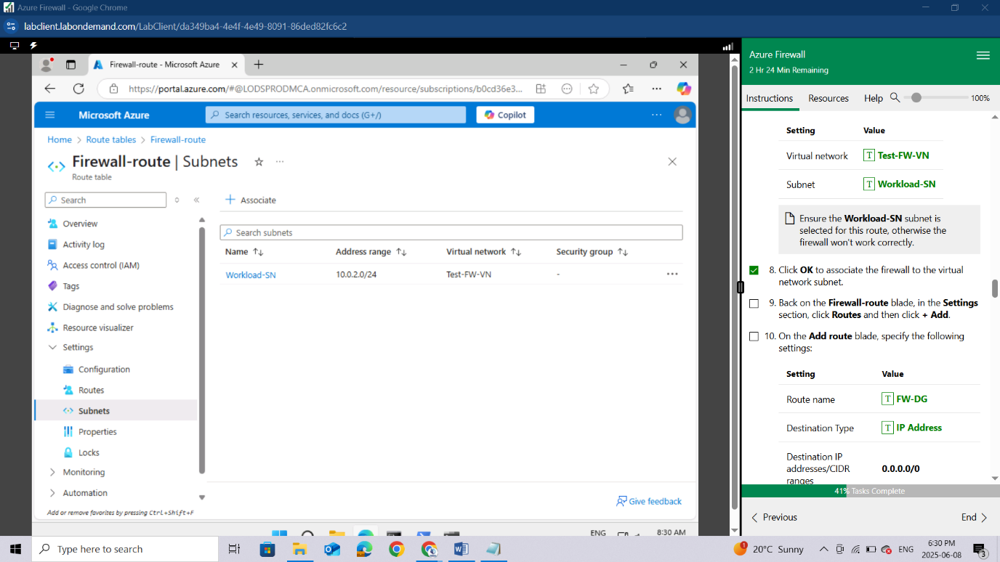 Azure Firewall - Google Chrome
labclient.labondemand.com/LabClient/da349ba4-4e4f-4e49-8091-86ded82fc6c2
Firewall-route - Microsoft Azure
https://portal.azure.com/#@LODSPRODMCA.onmicrosoft.com/resource/subscriptions/b0cd36e3...
Microsoft Azure
Search resources, services, and docs (G+/)
Copilot
Home > Route tables > Firewall-route
Firewall-route | Subnets
Route table
Search
Overview
Activity log
Access control (IAM)
Tags
Diagnose and solve problems
Resource visualizer
Settings
Configuration
Routes
Subnets
Properties
Locks
Monitoring
Automation
Add or remove favorites by pressing Ctrl+Shift+F
Associate
Search subnets
Name Address range Virtual network Security group
Workload-SN 10.0.2.0/24 Test-FW-VN -
Give feedback
ENG 8:30 AM
Azure Firewall
2 Hr 24 Min Remaining
Instructions Resources Help 100%
Setting Value
Virtual network T Test-FW-VN
Subnet T Workload-SN
Ensure the Workload-SN subnet is
selected for this route, otherwise the
firewall won't work correctly.
8. Click OK to associate the firewall to the virtual
network subnet.
9. Back on the Firewall-route blade, in the Settings
section, click Routes and then click + Add.
10. On the Add route blade, specify the following
settings:
Setting Value
Route name T FW-DG
Destination Type T IP Address
Destination IP
addresses/CIDR 0.0.0.0/0
ranges
41% Tasks Complete
Previous End
Type here to search
20°C Sunny
ENG
6:30 PM
2025-06-08
3